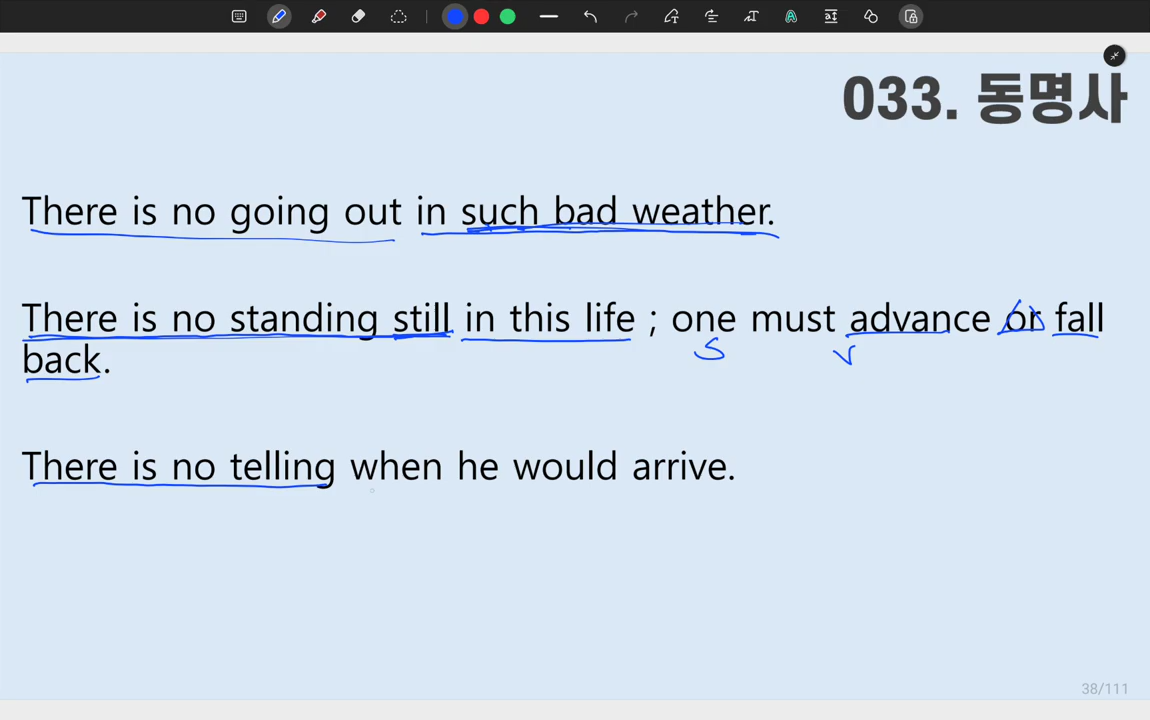 033. 동명사
There is no going out in such bad weather.
There is no standing still in this life ; one must advance or fall
S V
back.
There is no telling when he would arrive.
38/111